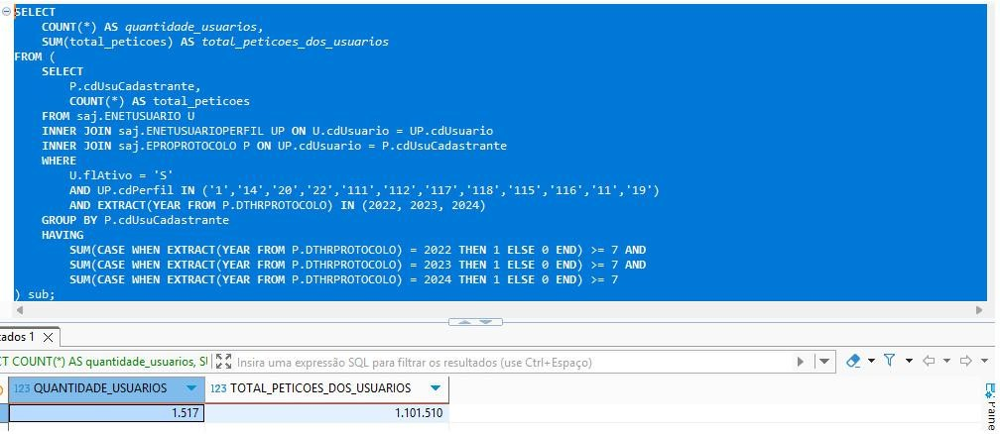 SELECT
COUNT(*) AS quantidade_usuarios,
SUM(total_peticoes) AS total_peticoes_dos_usuarios
FROM (
SELECT
P.cdUsuCadastrante,
COUNT(*) AS total_peticoes
FROM saj.ENETUSUARIO U
INNER JOIN saj.ENETUSUARIOPERFIL UP ON U.cdUsuario = UP.cdUsuario
INNER JOIN saj.EPROPROTOCOLO P ON UP.cdUsuario = P.cdUsuCadastrante
WHERE
U.flAtivo = 'S'
AND UP.cdPerfil IN ('1','14','20','22','111','112','117','118','115','116','11','19')
AND EXTRACT(YEAR FROM P.DTHRPROTOCOLO) IN (2022, 2023, 2024)
GROUP BY P.cdUsuCadastrante
HAVING
SUM(CASE WHEN EXTRACT(YEAR FROM P.DTHRPROTOCOLO) = 2022 THEN 1 ELSE 0 END) >= 7 AND
SUM(CASE WHEN EXTRACT(YEAR FROM P.DTHRPROTOCOLO) = 2023 THEN 1 ELSE 0 END) >= 7 AND
SUM(CASE WHEN EXTRACT(YEAR FROM P.DTHRPROTOCOLO) = 2024 THEN 1 ELSE 0 END) >= 7
) sub;
tados 1
CT COUNT(*) AS quantidade_usuarios, SU Insira uma expressão SQL para filtrar os resultados (use Ctrl+Espaço)
123 QUANTIDADE_USUARIOS 123 TOTAL_PETICOES_DOS_USUARIOS
1.517 1.101.510
Paine